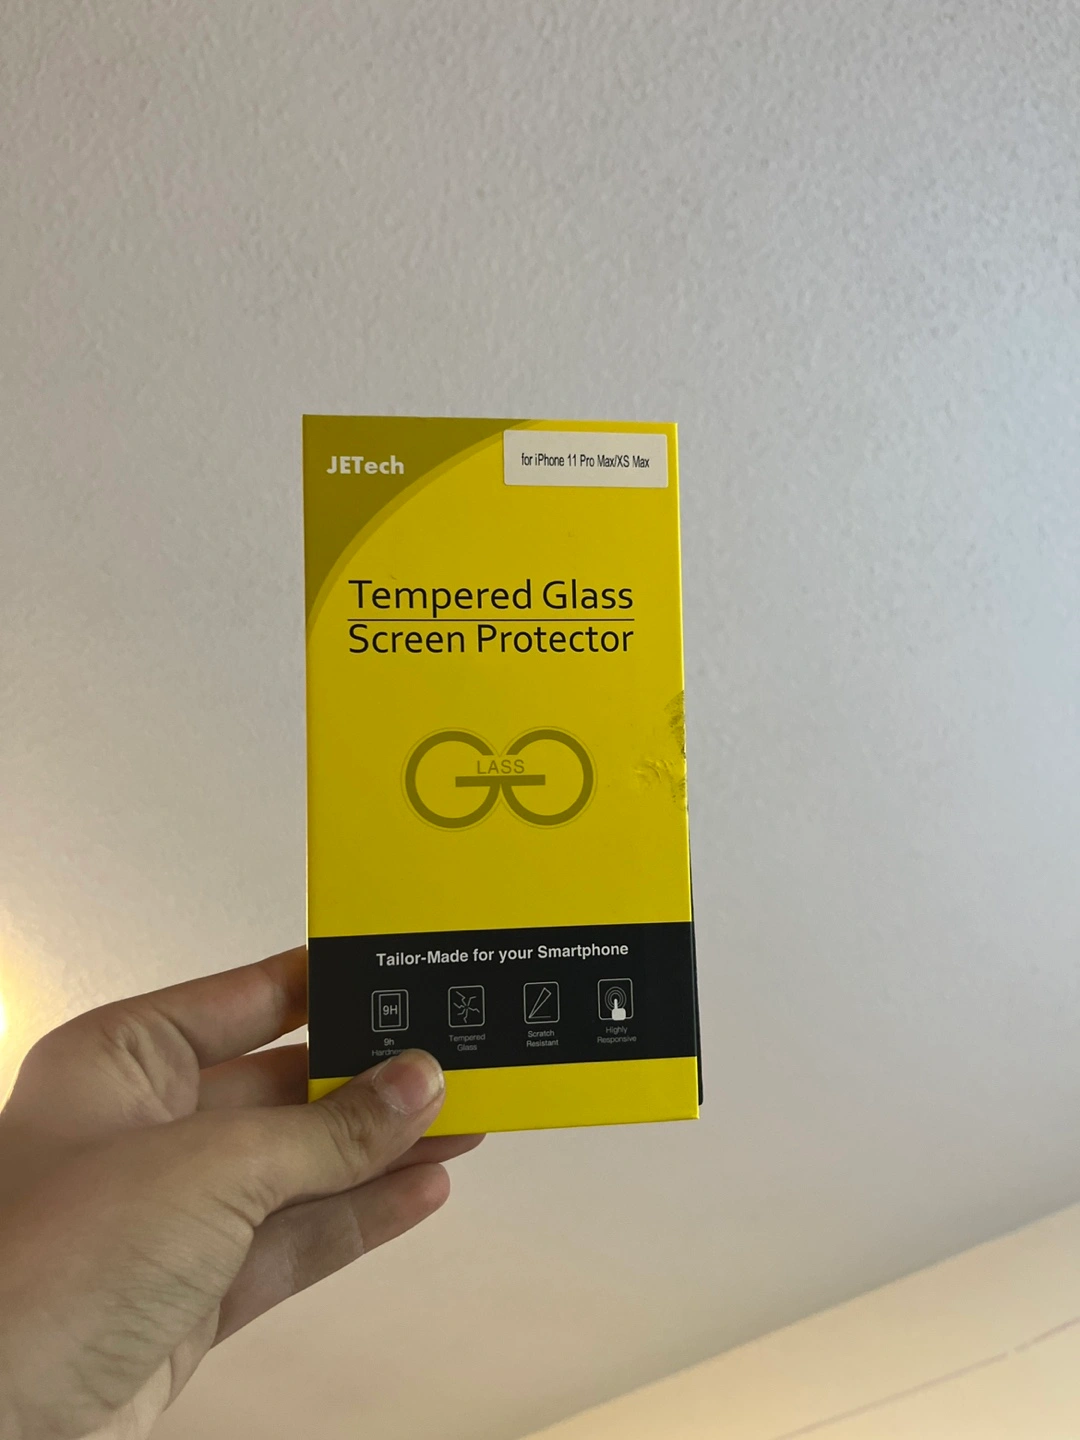 JETech
for iPhone 11 Pro Max/XS Max
Tempered Glass
Screen Protector
GLASS
Tailor-Made for your Smartphone
9H
9h
Tempered
Glass
Scratch
Resistant
Highly
Responsive